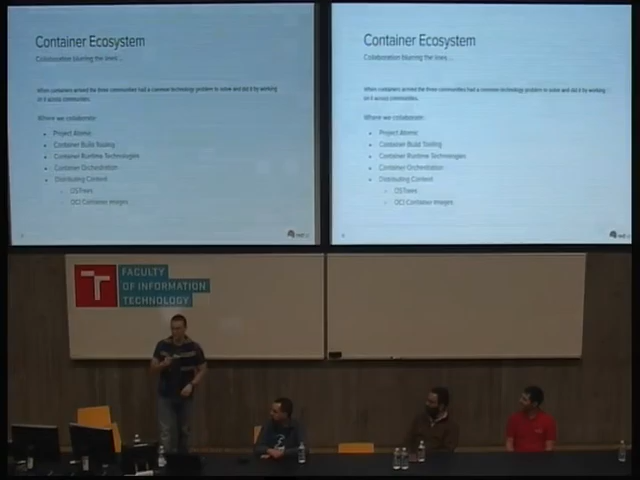 Container Ecosystem
Collaboration blurring the lines...
When containers arrived the three communities had a common technology problem to solve and did it by working
on it across communities.
Where we collaborate:
Project Atomic
Container Build Tooling
Container Runtime Technologies
Container Orchestration
Distributing Content
OSTrees
OCI Container Images
Container Ecosystem
Collaboration blurring the lines...
When containers arrived the three communities had a common technology problem to solve and did it by working
on it across communities.
Where we collaborate:
Project Atomic
Container Build Tooling
Container Runtime Technologies
Container Orchestration
Distributing Content
OSTrees
OCI Container Images
FACULTY
OF INFORMATION
TECHNOLOGY